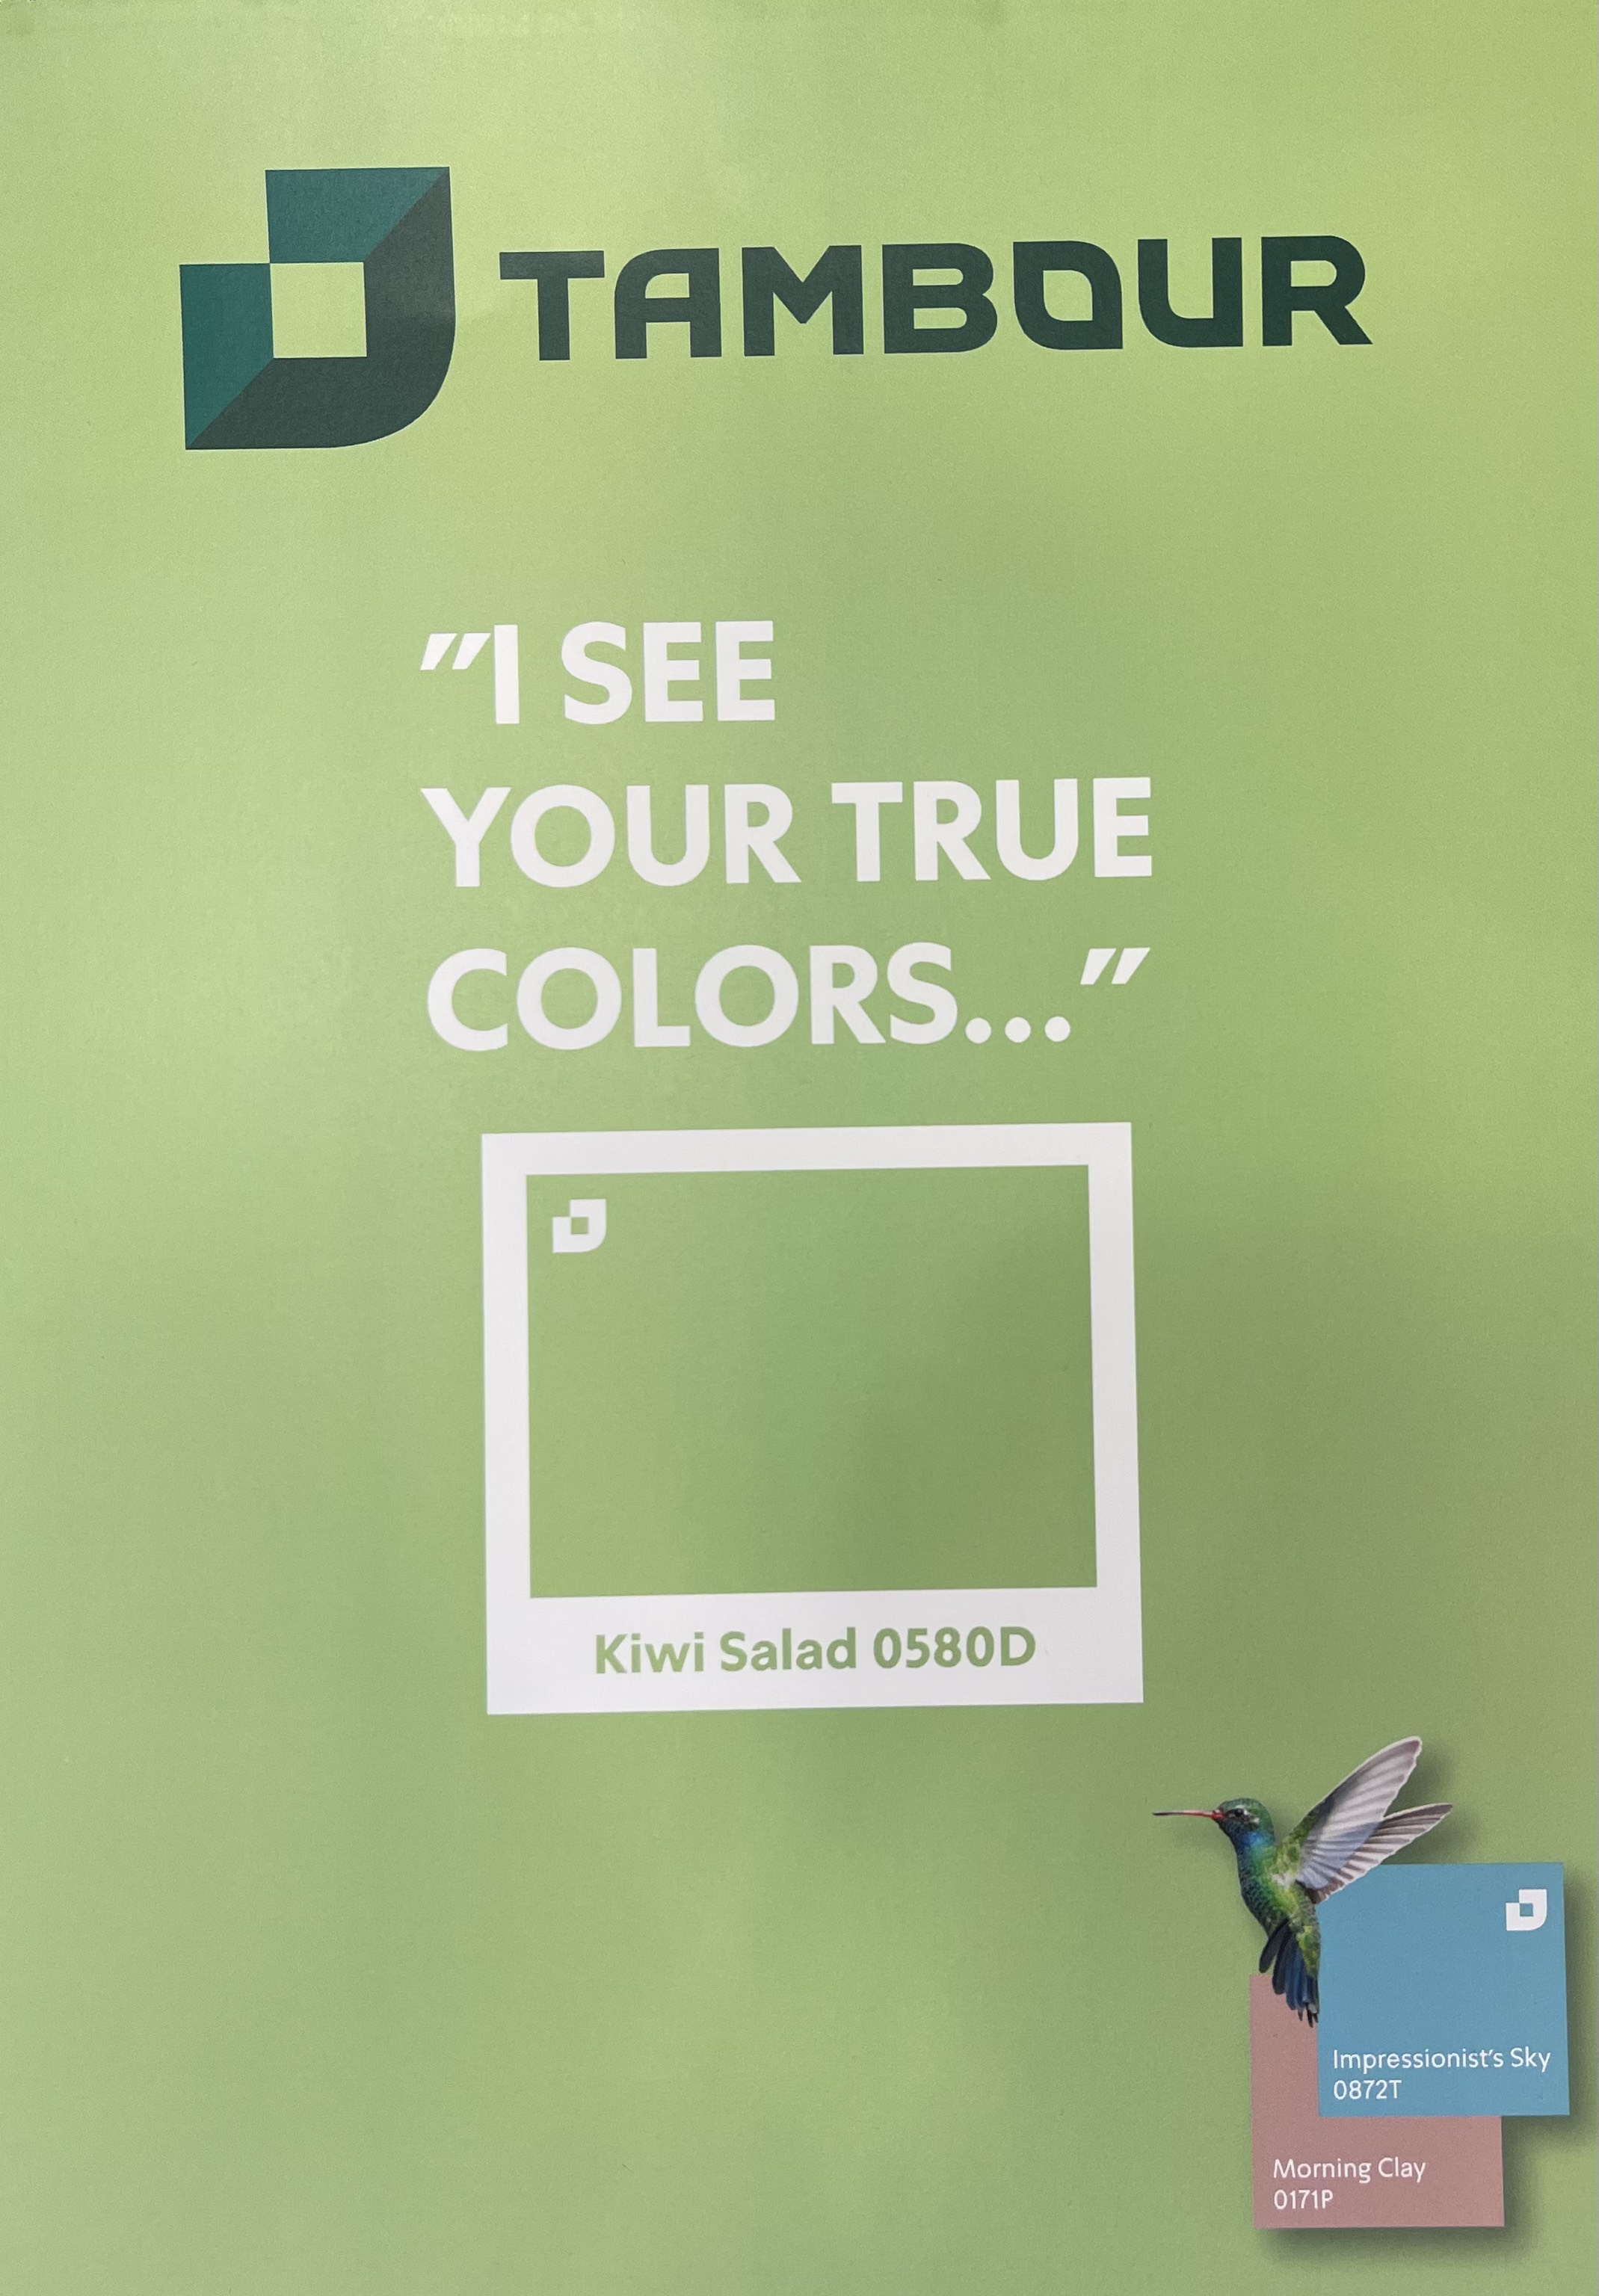 TAMBOUR
"I SEE
YOUR TRUE
COLORS..."
Kiwi Salad 0580D
Impressionist's Sky
0872T
Morning Clay
0171P